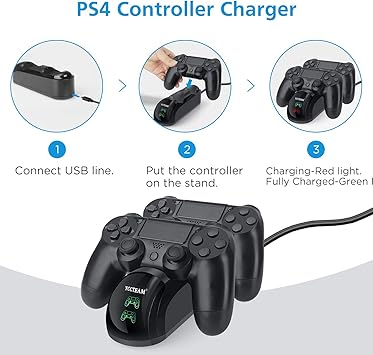 PS4 Controller Charger
1
2
3
Connect USB line.
Put the controller
on the stand.
Charging-Red light.
Fully Charged-Green l
YCCTEAM